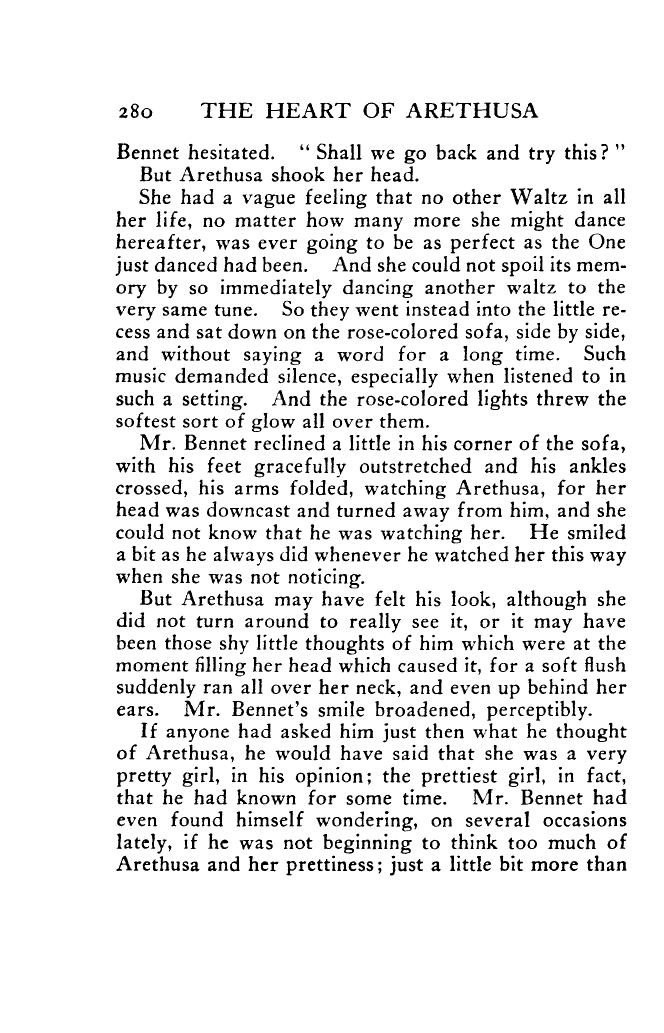 280 THE HEART OF ARETHUSA
Bennet hesitated. “ Shall we go back and try this? ”
But Arethusa shook her head.
She had a vague feeling that no other Waltz in all
her life, no matter how many more she might dance
hereafter, was ever going to be as perfect as the One
just danced had been. And she could not spoil its mem-
ory by so immediately dancing another waltz to the
very same tune. So they went instead into the little re-
cess and sat down on the rose-colored sofa, side by side,
and without saying a word for a long time. Such
music demanded silence, especially when listened to in
such a setting. And the rose-colored lights threw the
softest sort of glow all over them.
Mr. Bennet reclined a little in his corner of the sofa,
with his feet gracefully outstretched and his ankles
crossed, his arms folded, watching Arethusa, for her
head was downcast and turned away from him, and she
could not know that he was watching her. He smiled
a bit as he always did whenever he watched her this way
when she was not noticing.
But Arethusa may have felt his look, although she
did not turn around to really see it, or it may have
been those shy little thoughts of him which were at the
moment filling her head which caused it, for a soft flush
suddenly ran all over her neck, and even up behind her
ears. Mr. Bennet's smile broadened, perceptibly.
If anyone had asked him just then what he thought
of Arethusa, he would have said that she was a very
pretty girl, in his opinion; the prettiest girl, in fact,
that he had known for some time. Mr. Bennet had
even found himself wondering, on several occasions
lately, if he was not beginning to think too much of
Arethusa and her prettiness; just a little bit more than